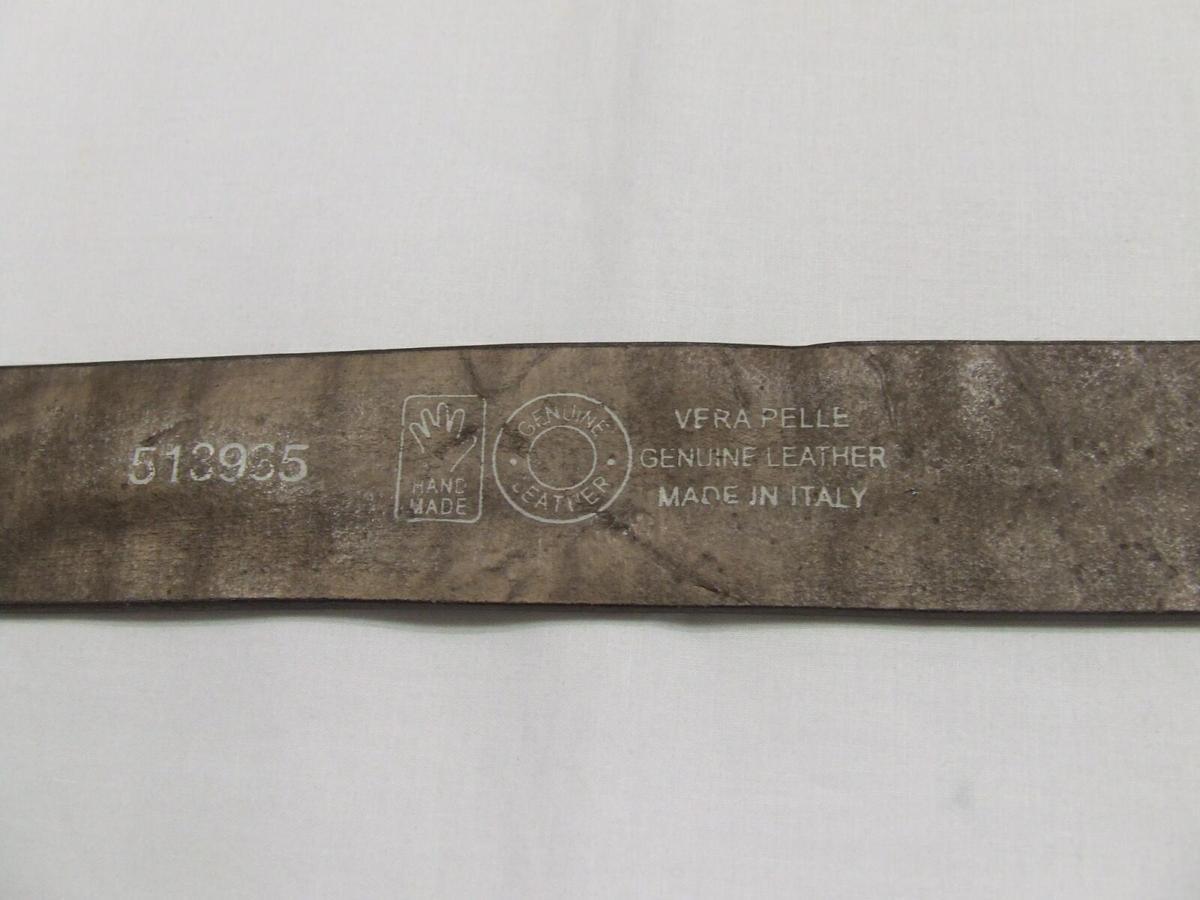 513965
HAND
MADE
GENUINE
LEATHER
VERA PELLE
GENUINE LEATHER
MADE IN ITALY